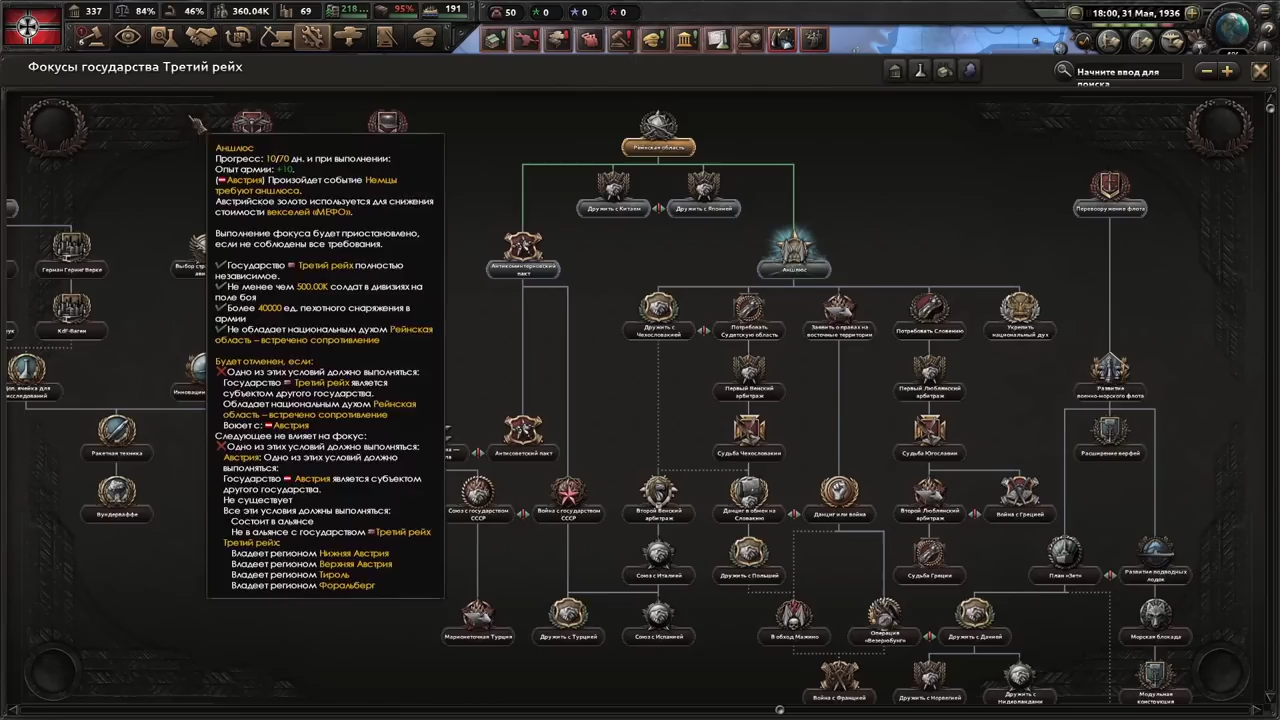 337
84%
46%
360.04K
69
218...
95%
191
50
0
0
0
18:00, 31 Мая, 1936
Фокусы государства Третий рейх
Начните ввод для
поиска
Рейнская область
Дружить с Китаем
Дружить с Японией
Перевооружение флота
Антикоминтерновский
пакт
Аншлюс
Герман Геринг Верке
KdF-Ваген
Ракетная техника
Вундерваффе
Аншлюс
Прогресс: 10/70 дн. и при выполнении:
Опыт армии: +10.
(Австрия) Произойдет событие Немцы
требуют аншлюса.
Австрийское золото используется для снижения
стоимости векселей «МЕФО».
Выполнение фокуса будет приостановлено,
если не соблюдены все требования.
Государство Третий рейх полностью
независимое.
Не менее чем 500.00K солдат в дивизиях на
поле боя
Более 40000 ед. пехотного снаряжения в
армии
Не обладает национальным духом Рейнская
область – встречено сопротивление
Будет отменен, если:
Одно из этих условий должно выполняться:
Государство Третий рейх является
субъектом другого государства.
Обладает национальным духом Рейнская
область – встречено сопротивление
Воюет с: Австрия
Следующее не влияет на фокус:
Одно из этих условий должно выполняться:
Австрия: Одно из этих условий должно
выполняться:
Государство Австрия является субъектом
другого государства.
Не существует
Все эти условия должны выполняться:
Состоит в альянсе
Не в альянсе с государством Третий рейх
Третий рейх:
Владеет регионом Нижняя Австрия
Владеет регионом Верхняя Австрия
Владеет регионом Тироль
Владеет регионом Форальберг
Дружить с
Чехословакией
Потребовать
Судетскую область
Заявить о правах на
восточные территории
Потребовать Словению
Укрепить
национальный дух
Первый Венский
арбитраж
Первый Люблянский
арбитраж
Развитие
военно-морского флота
Антисоветский пакт
Судьба Чехословакии
Судьба Югославии
Расширение верфей
Союз с государством
СССР
Война с государством
СССР
Второй Венский
арбитраж
Данциг в обмен на
Словакию
Данциг или война
Второй Люблянский
арбитраж
Война с Грецией
Союз с Италией
Дружить с Польшей
Судьба Греции
План «Зет»
Развитие подводных
лодок
Марионеточная Турция
Дружить с Турцией
Союз с Испанией
В обход Мажино
Операция
«Везерюбунг»
Дружить с Данией
Морская блокада
Война с Францией
Дружить с Норвегией
Дружить с
Нидерландами
Модульная
конструкция